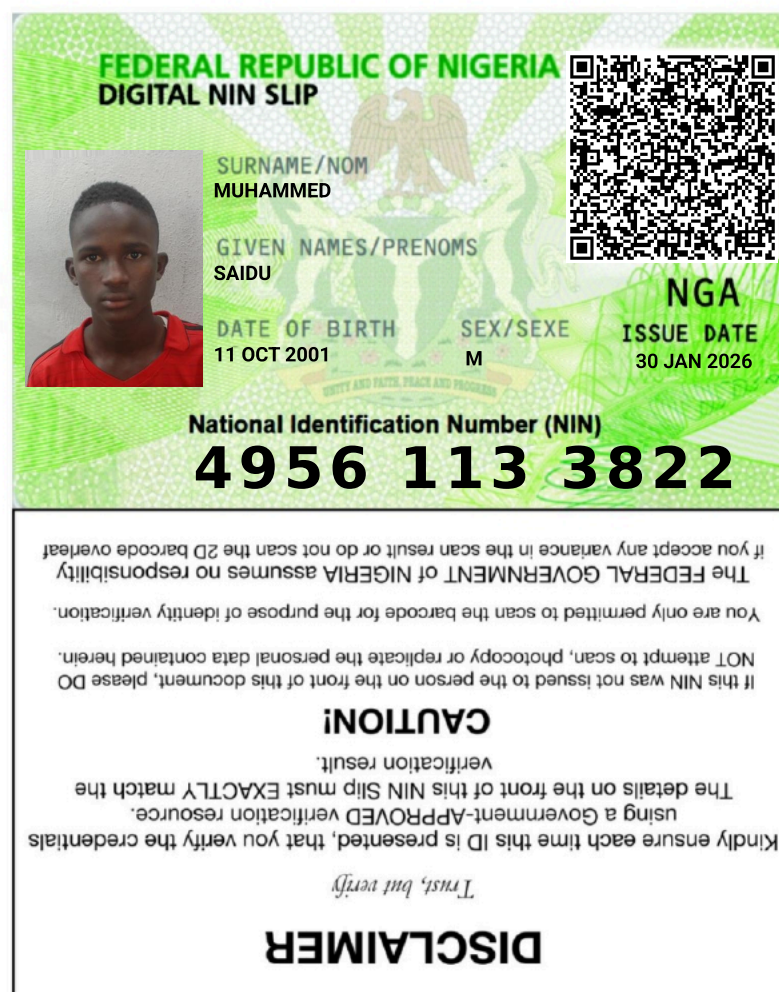 FEDERAL REPUBLIC OF NIGERIA
DIGITAL NIN SLIP
SURNAME/NOM
MUHAMMED
GIVEN NAMES/PRENOMS
SAIDU
DATE OF BIRTH
11 OCT 2001
SEX/SEXE
M
NGA
ISSUE DATE
30 JAN 2026
UNITY AND FAITH, PEACE AND PROGRESS
National Identification Number (NIN)
4956 113 3822
DISCLAIMER
Trust, but verify
Kindly ensure each time this ID is presented, that you verify the credentials
using a Government-APPROVED verification resource.
The details on the front of this NIN Slip must EXACTLY match the
verification result.
CAUTION!
If this NIN was not issued to the person on the front of this document, please DO
NOT attempt to scan, photocopy or replicate the personal data contained herein.
You are only permitted to scan the barcode for the purpose of identity verification.
The FEDERAL GOVERNMENT of NIGERIA assumes no responsibility
if you accept any variance in the scan result or do not scan the 2D barcode overleaf